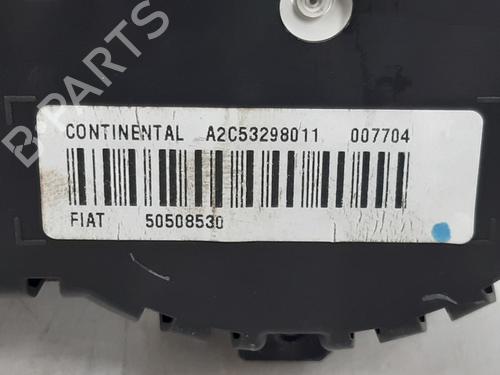 B-PARTS
CONTINENTAL A2C53298011 007704
FIAT 50508530